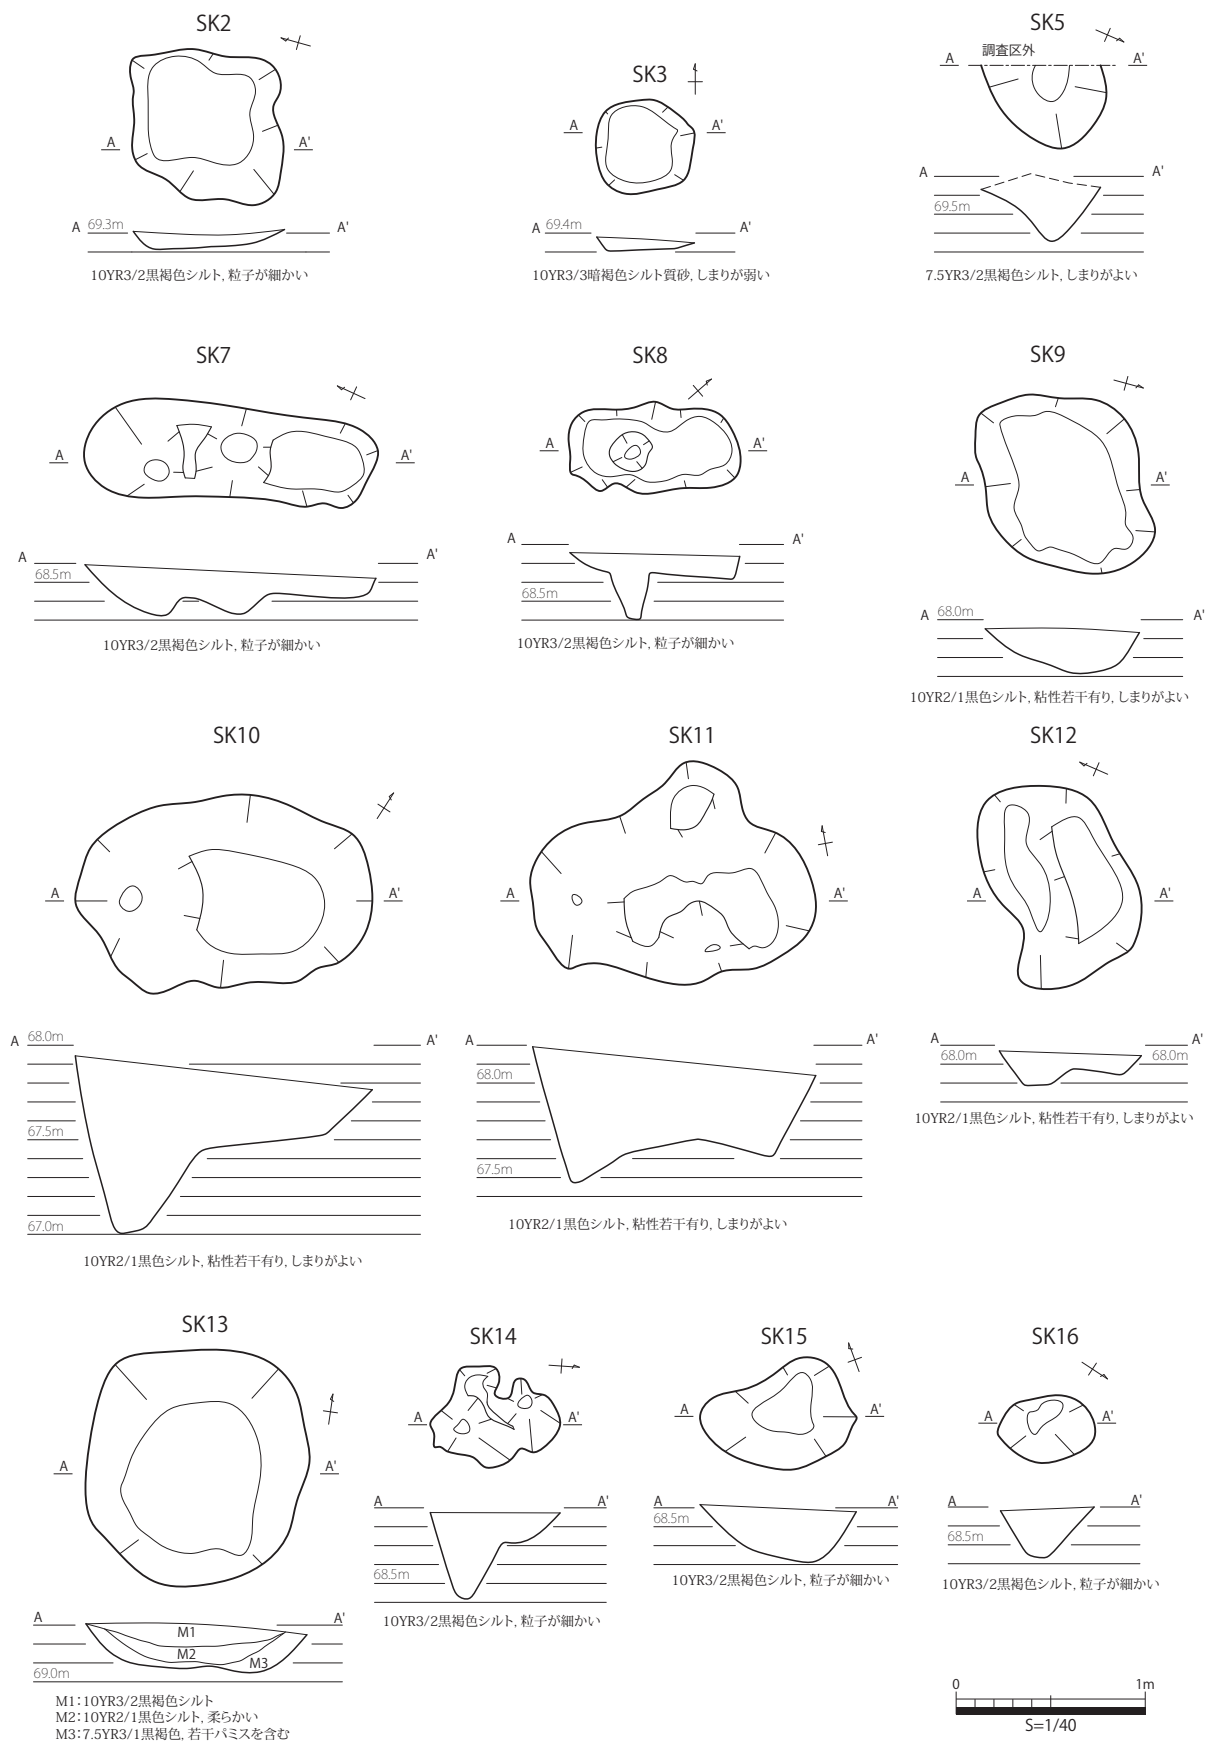 SK2
A
A'
A 69.3m A'
10YR3/2黒褐色シルト, 粒子が細かい
SK3
A
A'
A 69.4m A'
10YR3/3暗褐色シルト質砂, しまりが弱い
SK5
調査区外
A
A'
A
A'
69.5m
7.5YR3/2黒褐色シルト, しまりがよい
SK7
A
A'
A
A'
68.5m
10YR3/2黒褐色シルト, 粒子が細かい
SK8
A
A'
A
A'
68.5m
10YR3/2黒褐色シルト, 粒子が細かい
SK9
A
A'
A 68.0m A'
10YR2/1黒色シルト, 粘性若干有り, しまりがよい
SK10
A
A'
A 68.0m A'
67.5m
67.0m
10YR2/1黒色シルト, 粘性若干有り, しまりがよい
SK11
A
A'
A
A'
68.0m
67.5m
10YR2/1黒色シルト, 粘性若干有り, しまりがよい
SK12
A
A'
A
A'
68.0m 68.0m
10YR2/1黒色シルト, 粘性若干有り, しまりがよい
SK13
A
A'
A
A'
M1
M2
M3
69.0m
M1：10YR3/2黒褐色シルト
M2：10YR2/1黒色シルト, 柔らかい
M3：7.5YR3/1黒褐色, 若干パミスを含む
SK14
A
A'
A
A'
68.5m
10YR3/2黒褐色シルト, 粒子が細かい
SK15
A
A'
A
A'
68.5m
10YR3/2黒褐色シルト, 粒子が細かい
SK16
A
A'
A
A'
68.5m
10YR3/2黒褐色シルト, 粒子が細かい
0 1m
S=1/40